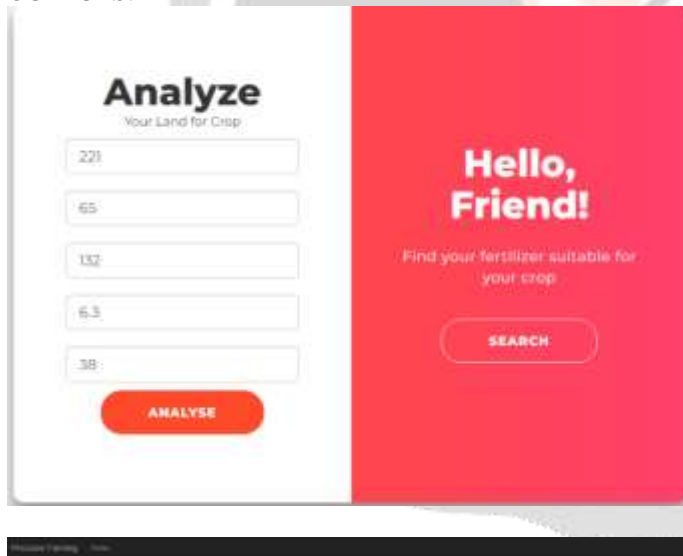 Analyze
Your Land for Crop
221
65
132
6.3
38
ANALYSE
Hello,
Friend!
Find your fertilizer suitable for
your crop
SEARCH